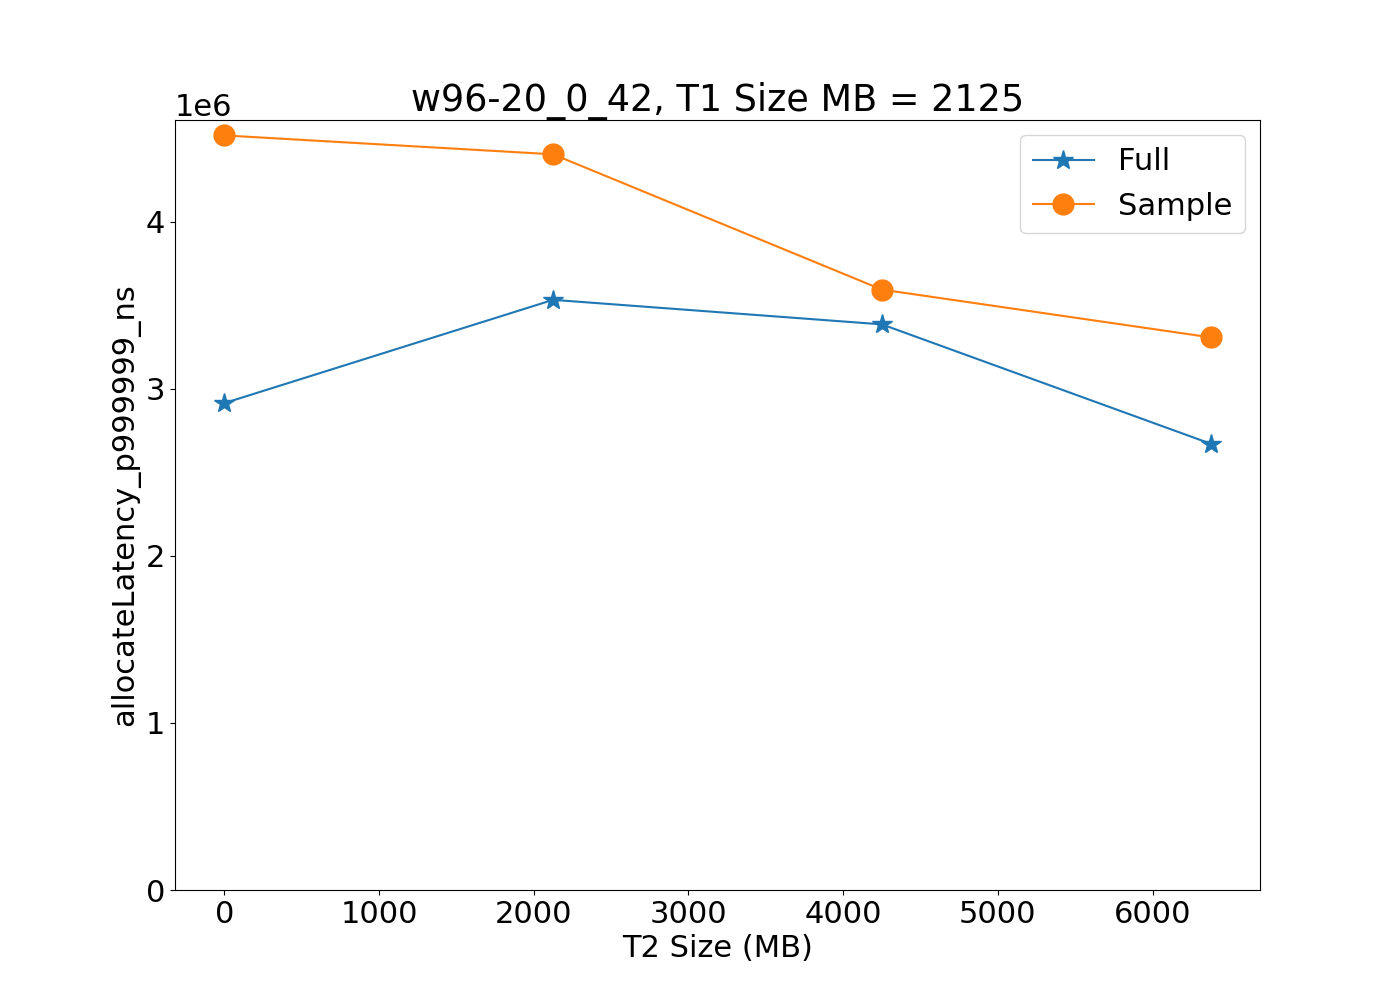 w96-20_0_42, T1 Size MB = 2125
1e6
Full
Sample
4
3
2
1
0
allocateLatency_p999999_ns
0 1000 2000 3000 4000 5000 6000
T2 Size (MB)